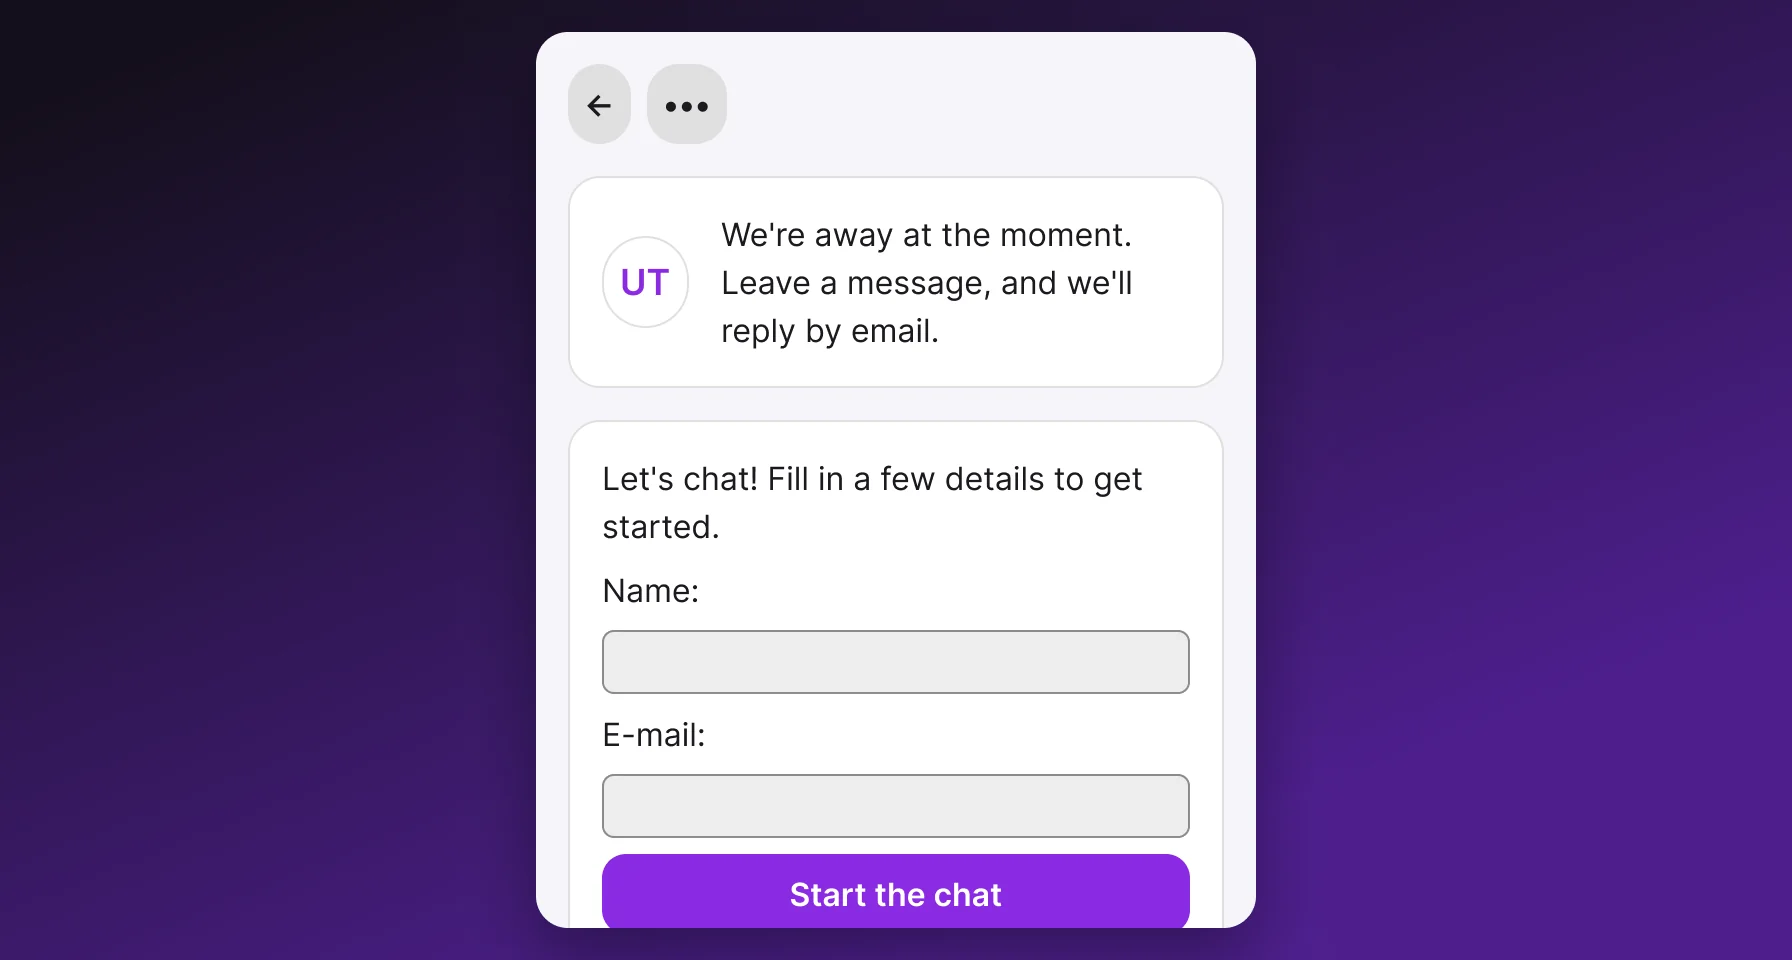 UT
We're away at the moment.
Leave a message, and we'll
reply by email.
Let's chat! Fill in a few details to get
started.
Name:
E-mail:
Start the chat